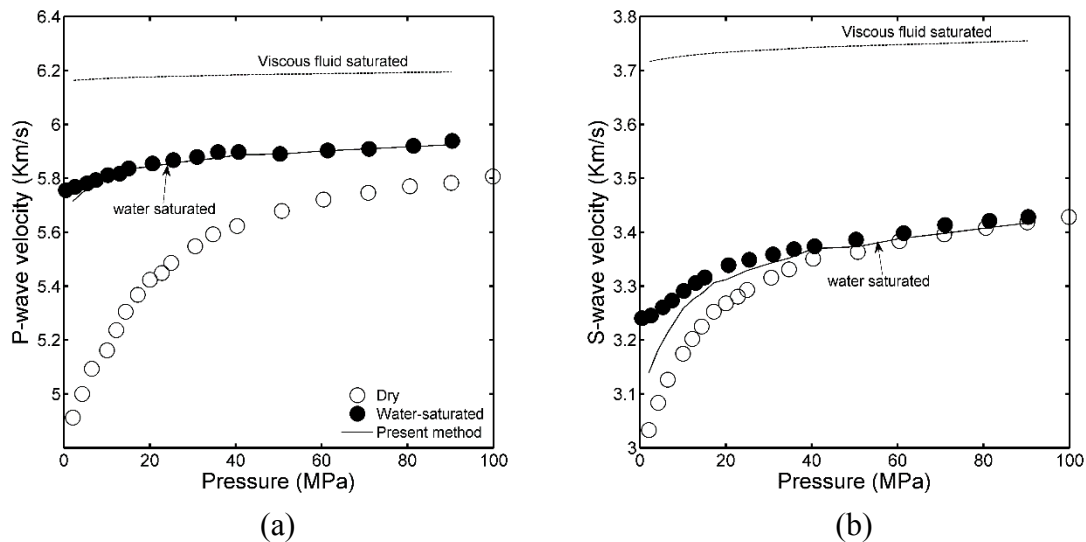 6.4
6.2
6
5.8
5.6
5.4
5.2
5
P-wave velocity (Km/s)
Viscous fluid saturated
water saturated
Dry
Water-saturated
Present method
0 20 40 60 80 100
Pressure (MPa)
(a)
3.8
3.7
3.6
3.5
3.4
3.3
3.2
3.1
3
S-wave velocity (Km/s)
Viscous fluid saturated
water saturated
0 20 40 60 80 100
Pressure (MPa)
(b)